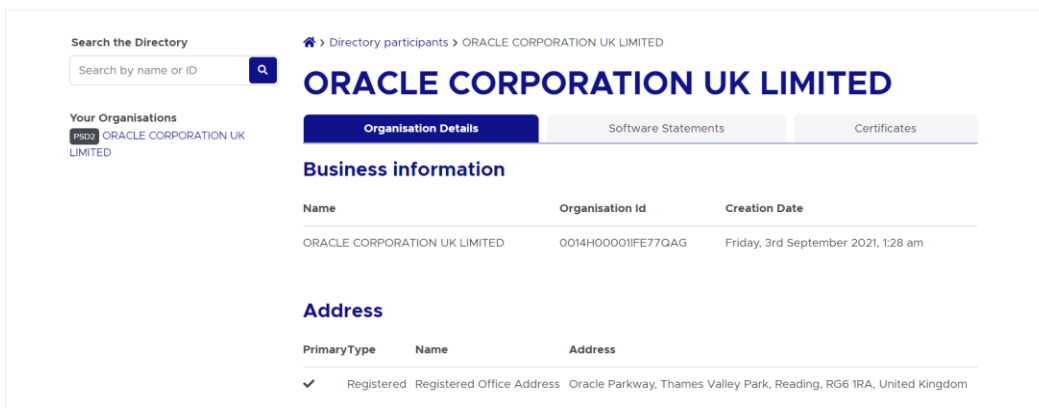 Search the Directory
Search by name or ID
Your Organisations
PSD2 ORACLE CORPORATION UK
LIMITED
> Directory participants > ORACLE CORPORATION UK LIMITED
ORACLE CORPORATION UK LIMITED
Organisation Details Software Statements Certificates
Business information
Name Organisation Id Creation Date
ORACLE CORPORATION UK LIMITED 0014H00001lFE77QAG Friday, 3rd September 2021, 1:28 am
Address
PrimaryType Name Address
✓ Registered Registered Office Address Oracle Parkway, Thames Valley Park, Reading, RG6 1RA, United Kingdom